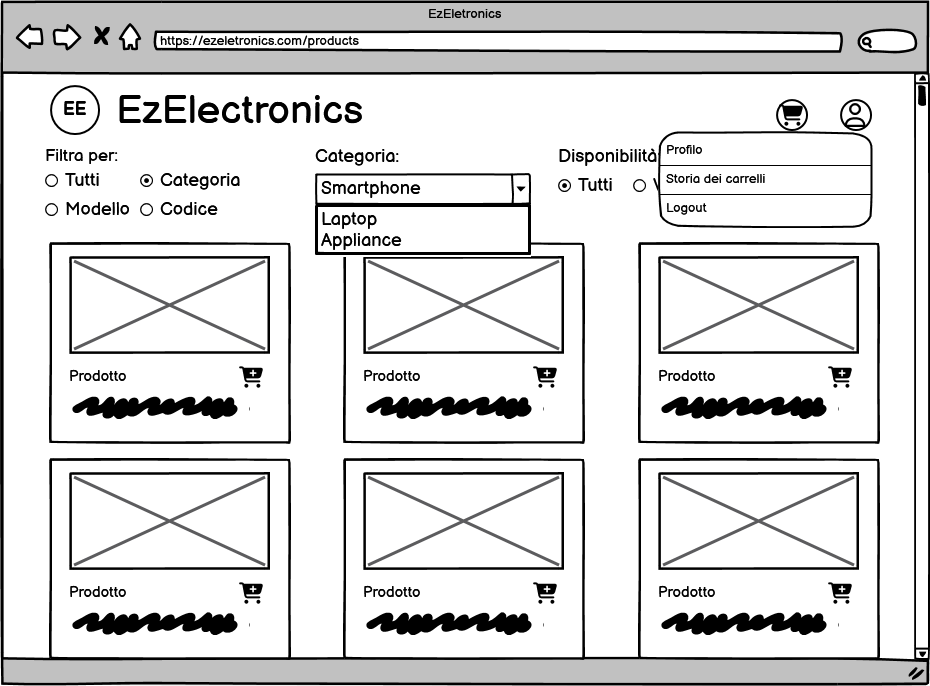 EzEletronics
https://ezeletronics.com/products
EE
EzElectronics
Filtra per:
Tutti
Categoria
Modello
Codice
Categoria:
Smartphone
Laptop
Appliance
Disponibilità
Tutti
Profilo
Storia dei carrelli
Logout
Prodotto
Prodotto
Prodotto
Prodotto
Prodotto
Prodotto